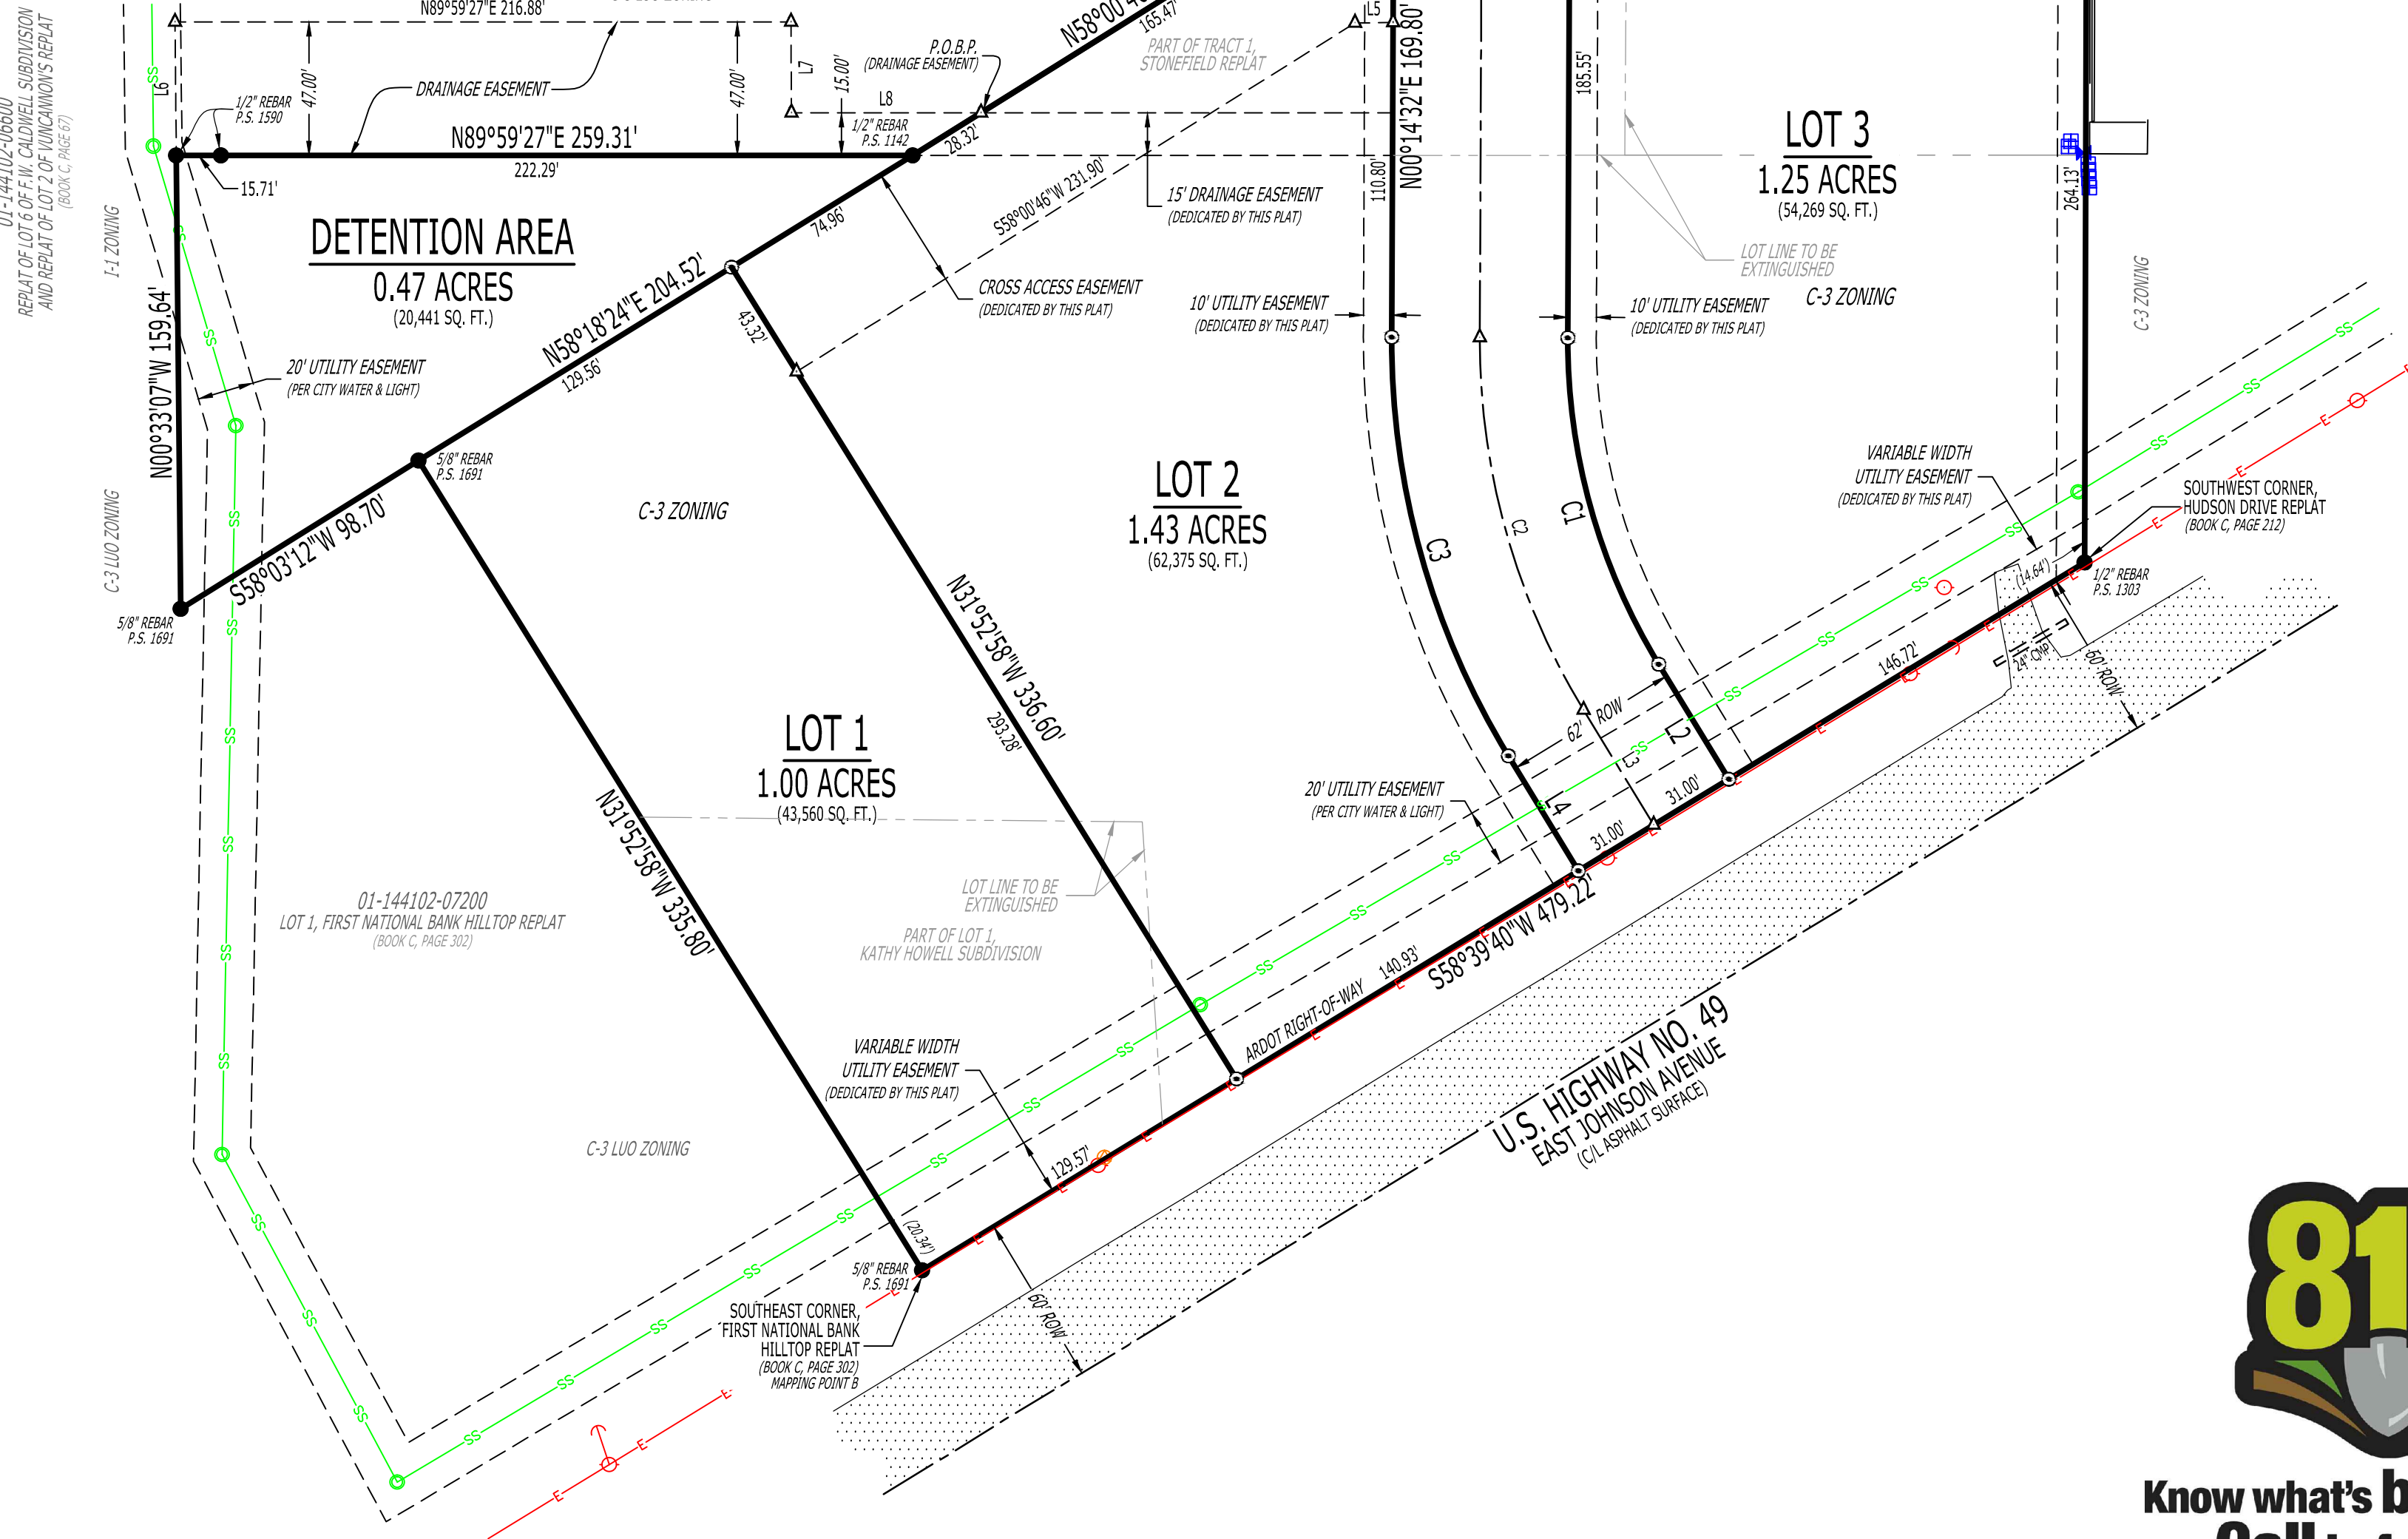 01-144102-06600
REPLAT OF LOT 6 OF F.W. CALDWELL SUBDIVISION
AND REPLAT OF LOT 2 OF VUNCANNON'S REPLAT
(BOOK C, PAGE 67)
I-1 ZONING
C-3 LUO ZONING
N89°59'27"E 216.88'
L6
SS
47.00'
DRAINAGE EASEMENT
47.00'
L7
15.00'
L8
P.O.B.P.
(DRAINAGE EASEMENT)
165.47'
PART OF TRACT 1,
STONEFIELD REPLAT
L5
N00°14'32"E 169.80'
110.80'
185.55'
1/2" REBAR
P.S. 1590
N89°59'27"E 259.31'
222.29'
15.71'
1/2" REBAR
P.S. 1142
28.32'
74.96'
S58°00'46"W 231.90'
15' DRAINAGE EASEMENT
(DEDICATED BY THIS PLAT)
CROSS ACCESS EASEMENT
(DEDICATED BY THIS PLAT)
DETENTION AREA
0.47 ACRES
(20,441 SQ. FT.)
N00°33'07"W 159.64'
20' UTILITY EASEMENT
(PER CITY WATER & LIGHT)
N58°18'24"E 204.52'
129.56'
43.32'
S58°03'12"W 98.70'
5/8" REBAR
P.S. 1691
5/8" REBAR
P.S. 1691
LOT 3
1.25 ACRES
(54,269 SQ. FT.)
LOT LINE TO BE
EXTINGUISHED
C-3 ZONING
264.13'
C-3 ZONING
10' UTILITY EASEMENT
(DEDICATED BY THIS PLAT)
10' UTILITY EASEMENT
(DEDICATED BY THIS PLAT)
C-3 ZONING
LOT 2
1.43 ACRES
(62,375 SQ. FT.)
C3
C2
C1
VARIABLE WIDTH
UTILITY EASEMENT
(DEDICATED BY THIS PLAT)
SOUTHWEST CORNER,
HUDSON DRIVE REPLAT
(BOOK C, PAGE 212)
1/2" REBAR
P.S. 1303
(14.64')
24" CMP
60' ROW
146.72'
N31°52'58"W 336.60'
293.28'
62' ROW
L2
L3
L4
31.00'
31.00'
20' UTILITY EASEMENT
(PER CITY WATER & LIGHT)
LOT 1
1.00 ACRES
(43,560 SQ. FT.)
N31°52'58"W 335.80'
LOT LINE TO BE
EXTINGUISHED
PART OF LOT 1,
KATHY HOWELL SUBDIVISION
01-144102-07200
LOT 1, FIRST NATIONAL BANK HILLTOP REPLAT
(BOOK C, PAGE 302)
C-3 LUO ZONING
VARIABLE WIDTH
UTILITY EASEMENT
(DEDICATED BY THIS PLAT)
ARDOT RIGHT-OF-WAY
140.93'
S58°39'40"W 479.22'
129.57'
(20.34')
U.S. HIGHWAY NO. 49
EAST JOHNSON AVENUE
(C/L ASPHALT SURFACE)
5/8" REBAR
P.S. 1691
SOUTHEAST CORNER,
FIRST NATIONAL BANK
HILLTOP REPLAT
(BOOK C, PAGE 302)
MAPPING POINT B
60' ROW
E
81
Know what's b